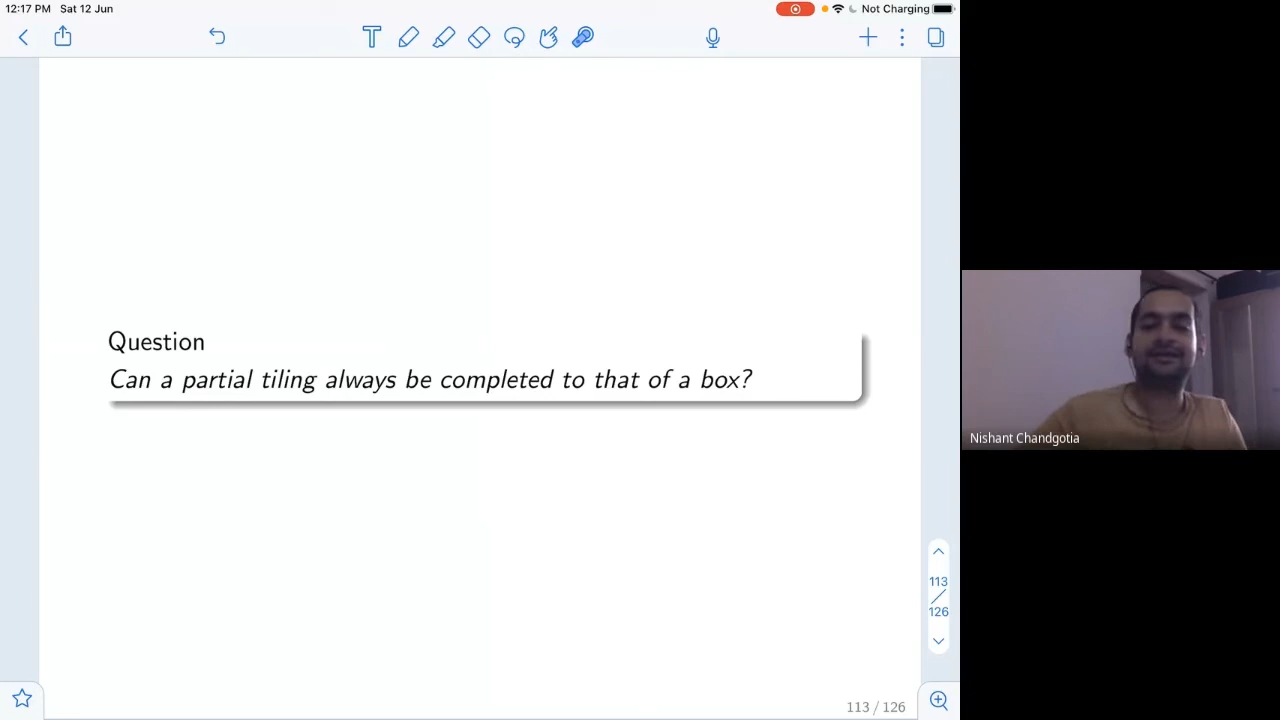 12:17 PM Sat 12 Jun
Not Charging
T
Question
Can a partial tiling always be completed to that of a box?
Nishant Chandgotia
113
126
113 / 126